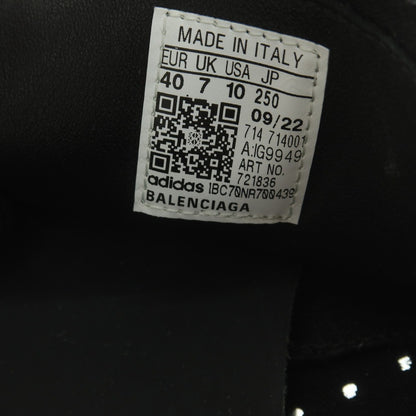 MADE IN ITALY
EUR UK USA JP
40 7 10 250
09/22
714 714001
A:IG9949
ART NO.
721836
adidas IBC70NR700439
BALENCIAGA